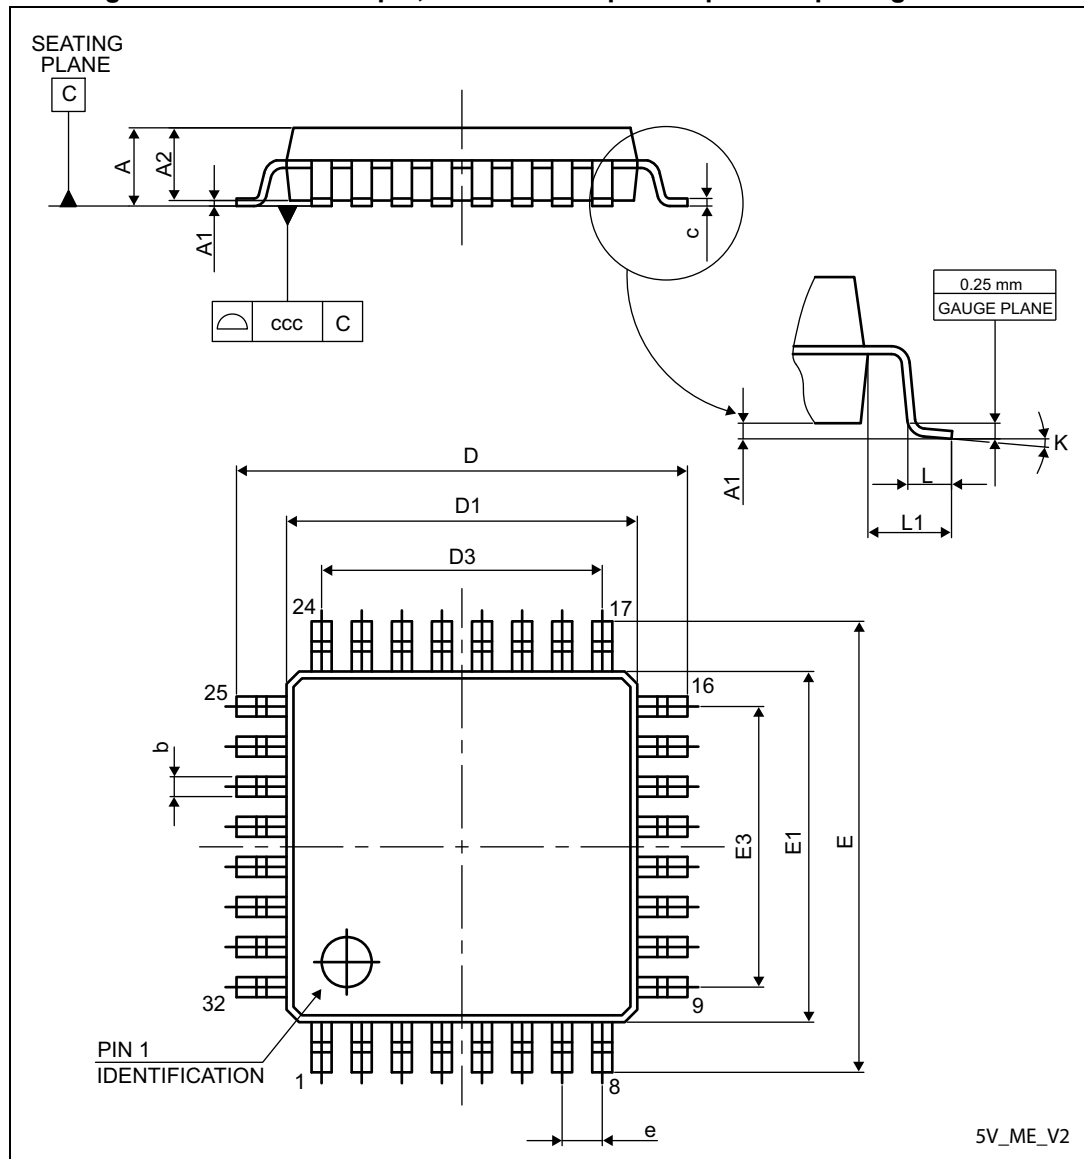 SEATING
PLANE
C
A
A2
A1
c
ccc C
0.25 mm
GAUGE PLANE
K
A1
L
L1
D
D1
D3
24
17
25
16
b
E3
E1
E
32
9
PIN 1
IDENTIFICATION
1
8
e
5V_ME_V2